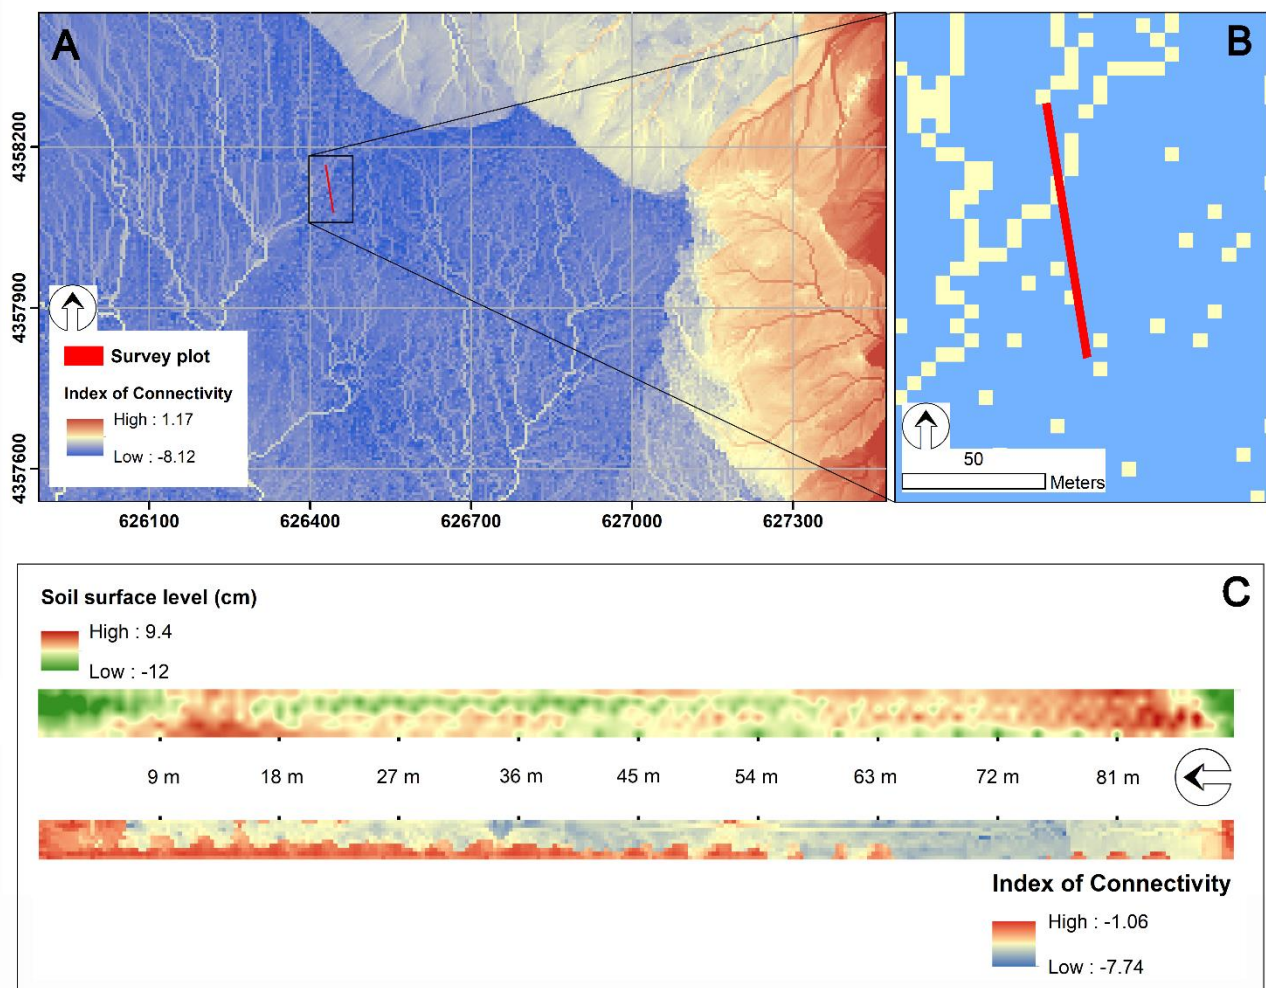 A
B
4358200
4357900
4357600
Survey plot
Index of Connectivity
High : 1.17
Low : -8.12
50
Meters
626100 626400 626700 627000 627300
C
Soil surface level (cm)
High : 9.4
Low : -12
9 m 18 m 27 m 36 m 45 m 54 m 63 m 72 m 81 m
Index of Connectivity
High : -1.06
Low : -7.74